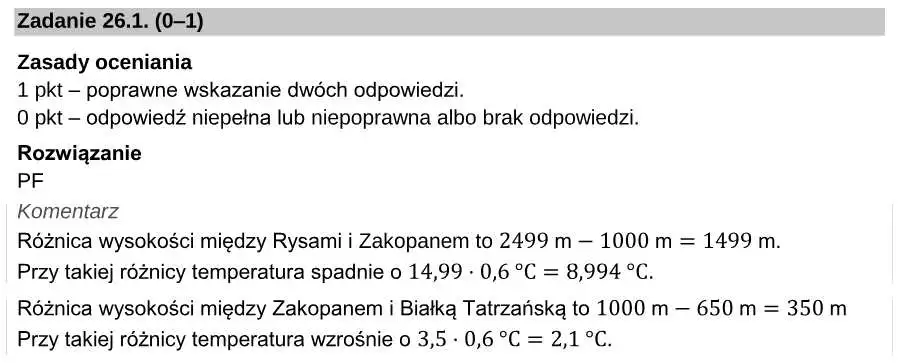 Zadanie 26.1. (0–1)
Zasady oceniania
1 pkt – poprawne wskazanie dwóch odpowiedzi.
0 pkt – odpowiedź niepełna lub niepoprawna albo brak odpowiedzi.
Rozwiązanie
PF
Komentarz
Różnica wysokości między Rysami i Zakopanem to 2499 m − 1000 m = 1499 m.
Przy takiej różnicy temperatura spadnie o 14,99 · 0,6 °C = 8,994 °C.
Różnica wysokości między Zakopanem i Białką Tatrzańską to 1000 m − 650 m = 350 m
Przy takiej różnicy temperatura wzrośnie o 3,5 · 0,6 °C = 2,1 °C.